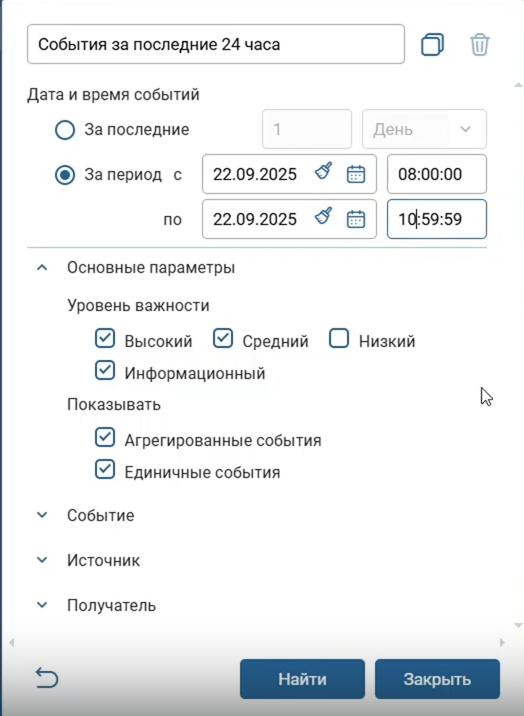 События за последние 24 часа
Дата и время событий
За последние 1 День
За период с 22.09.2025 08:00:00
по 22.09.2025 10:59:59
Основные параметры
Уровень важности
Высокий Средний Низкий
Информационный
Показывать
Агрегированные события
Единичные события
Событие
Источник
Получатель
Найти Закрыть